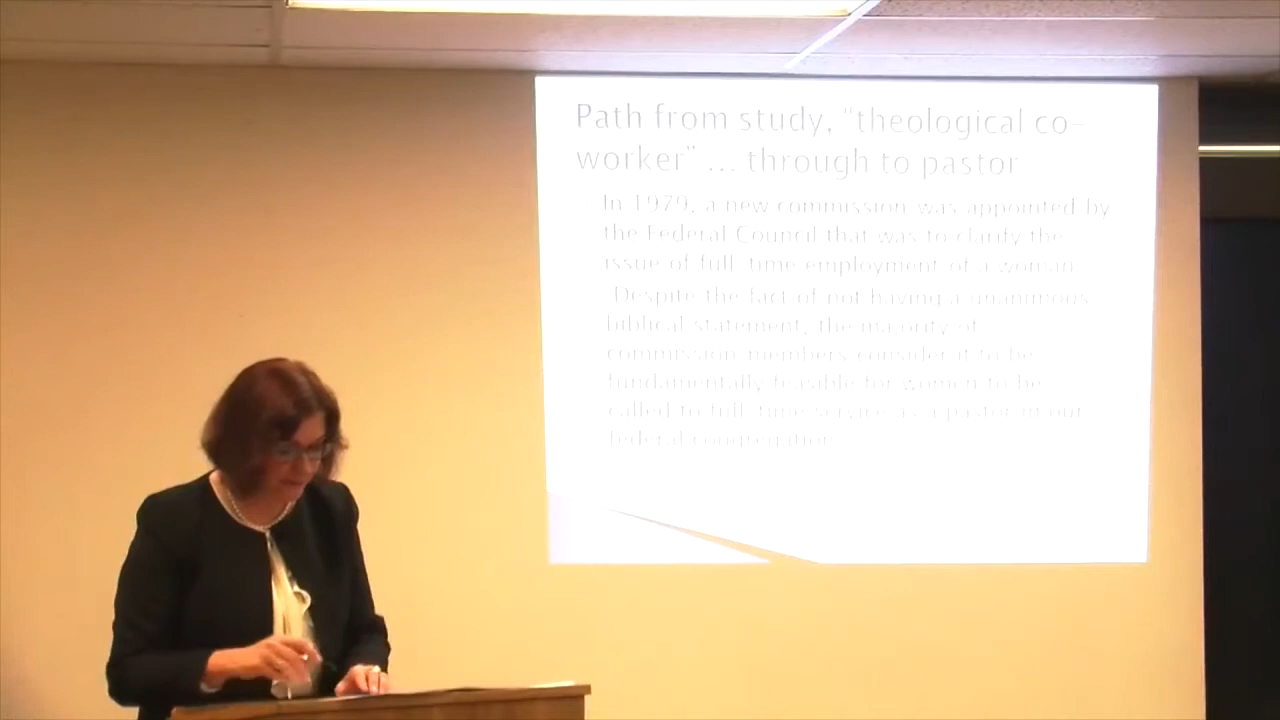 Path from study, "theological co-
worker" ... through to pastor
In 1979, a new commission was appointed by
the Federal Council that was to clarify the
issue of full-time employment of a woman.
Despite the fact of not having a unanimous
biblical statement, the majority of
commission members consider it to be
fundamentally feasible for women to be
called to full-time service as a pastor in our
federal congregation